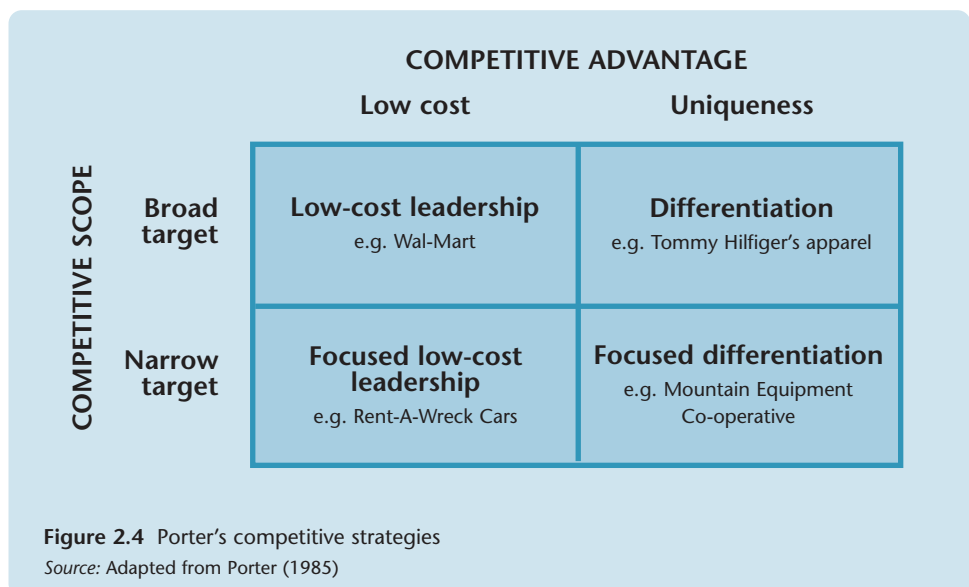 COMPETITIVE ADVANTAGE
Low cost
Uniqueness
COMPETITIVE SCOPE
Broad
target
Low-cost leadership
e.g. Wal-Mart
Differentiation
e.g. Tommy Hilfiger’s apparel
Narrow
target
Focused low-cost
leadership
e.g. Rent-A-Wreck Cars
Focused differentiation
e.g. Mountain Equipment
Co-operative
Figure 2.4 Porter’s competitive strategies
Source: Adapted from Porter (1985)